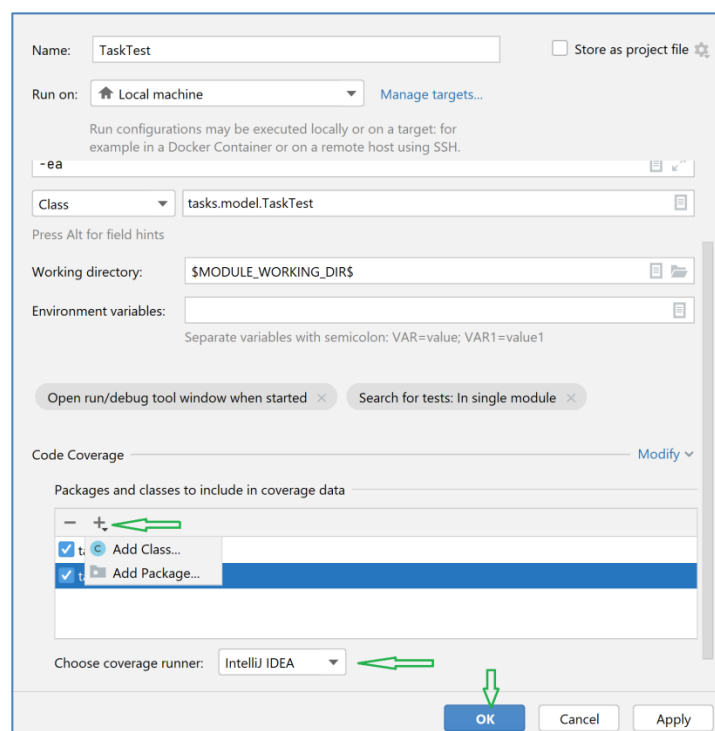 Name: TaskTest Store as project file
Run on: Local machine Manage targets...
Run configurations may be executed locally or on a target: for
example in a Docker Container or on a remote host using SSH.
-ea
Class tasks.model.TaskTest
Press Alt for field hints
Working directory: $MODULE_WORKING_DIR$
Environment variables:
Separate variables with semicolon: VAR=value; VAR1=value1
Open run/debug tool window when started × Search for tests: In single module ×
Code Coverage Modify
Packages and classes to include in coverage data
C Add Class...
Add Package...
Choose coverage runner: IntelliJ IDEA
OK Cancel Apply